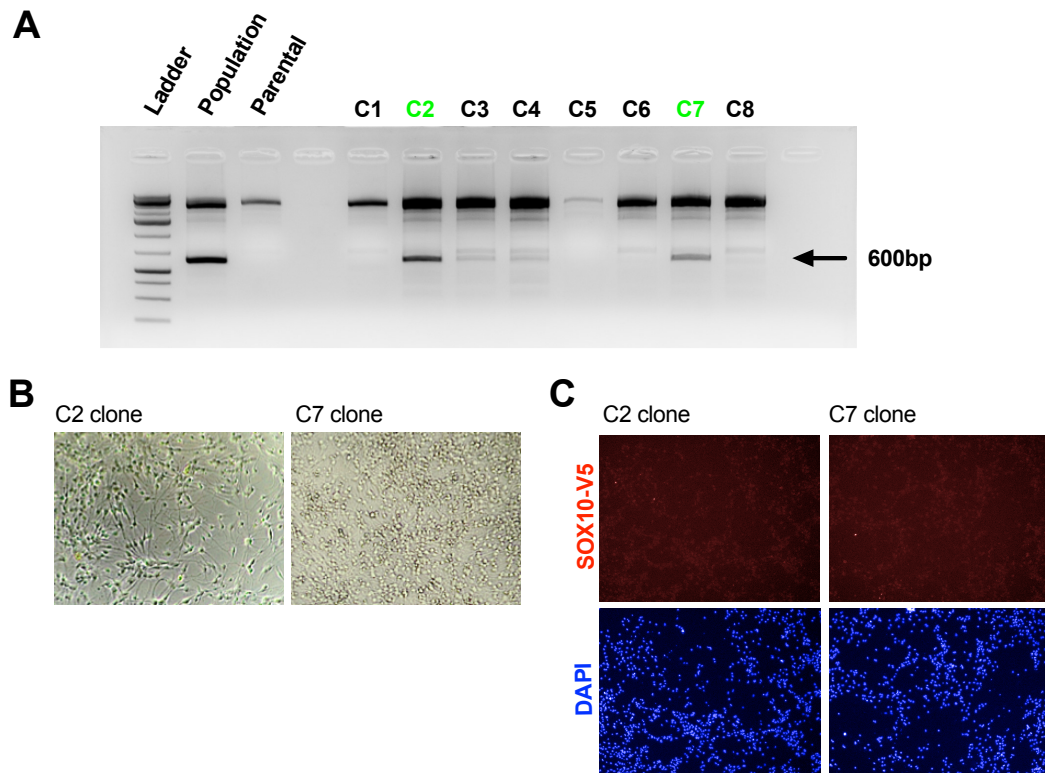 A
Ladder
Population
Parental
C1 C2 C3 C4 C5 C6 C7 C8
600bp
B
C2 clone
C7 clone
C
C2 clone
C7 clone
SOX10-V5
DAPI